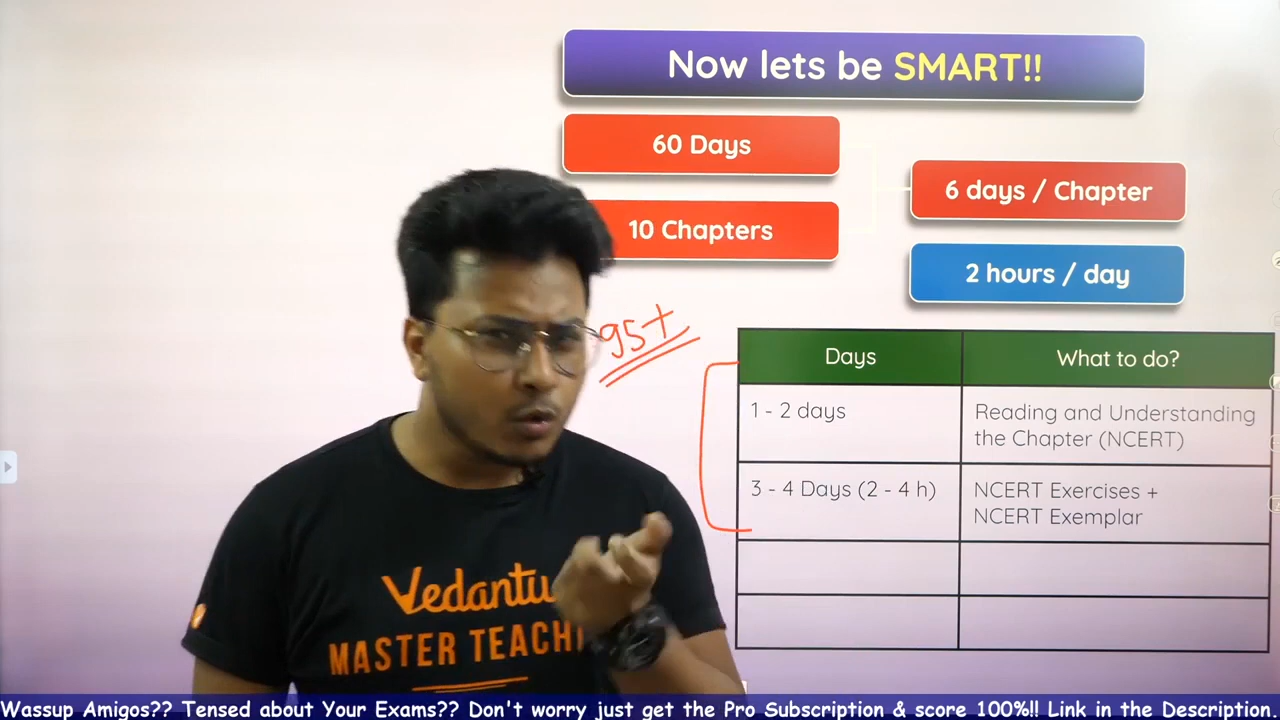 Now lets be SMART!!
60 Days
10 Chapters
6 days / Chapter
2 hours / day
95+
Days
What to do?
1 - 2 days
Reading and Understanding
the Chapter (NCERT)
3 - 4 Days (2 - 4 h)
NCERT Exercises +
NCERT Exemplar
Vedantu
MASTER TEACH
Wassup Amigos?? Tensed about Your Exams?? Don't worry just get the Pro Subscription & score 100%!! Link in the Description